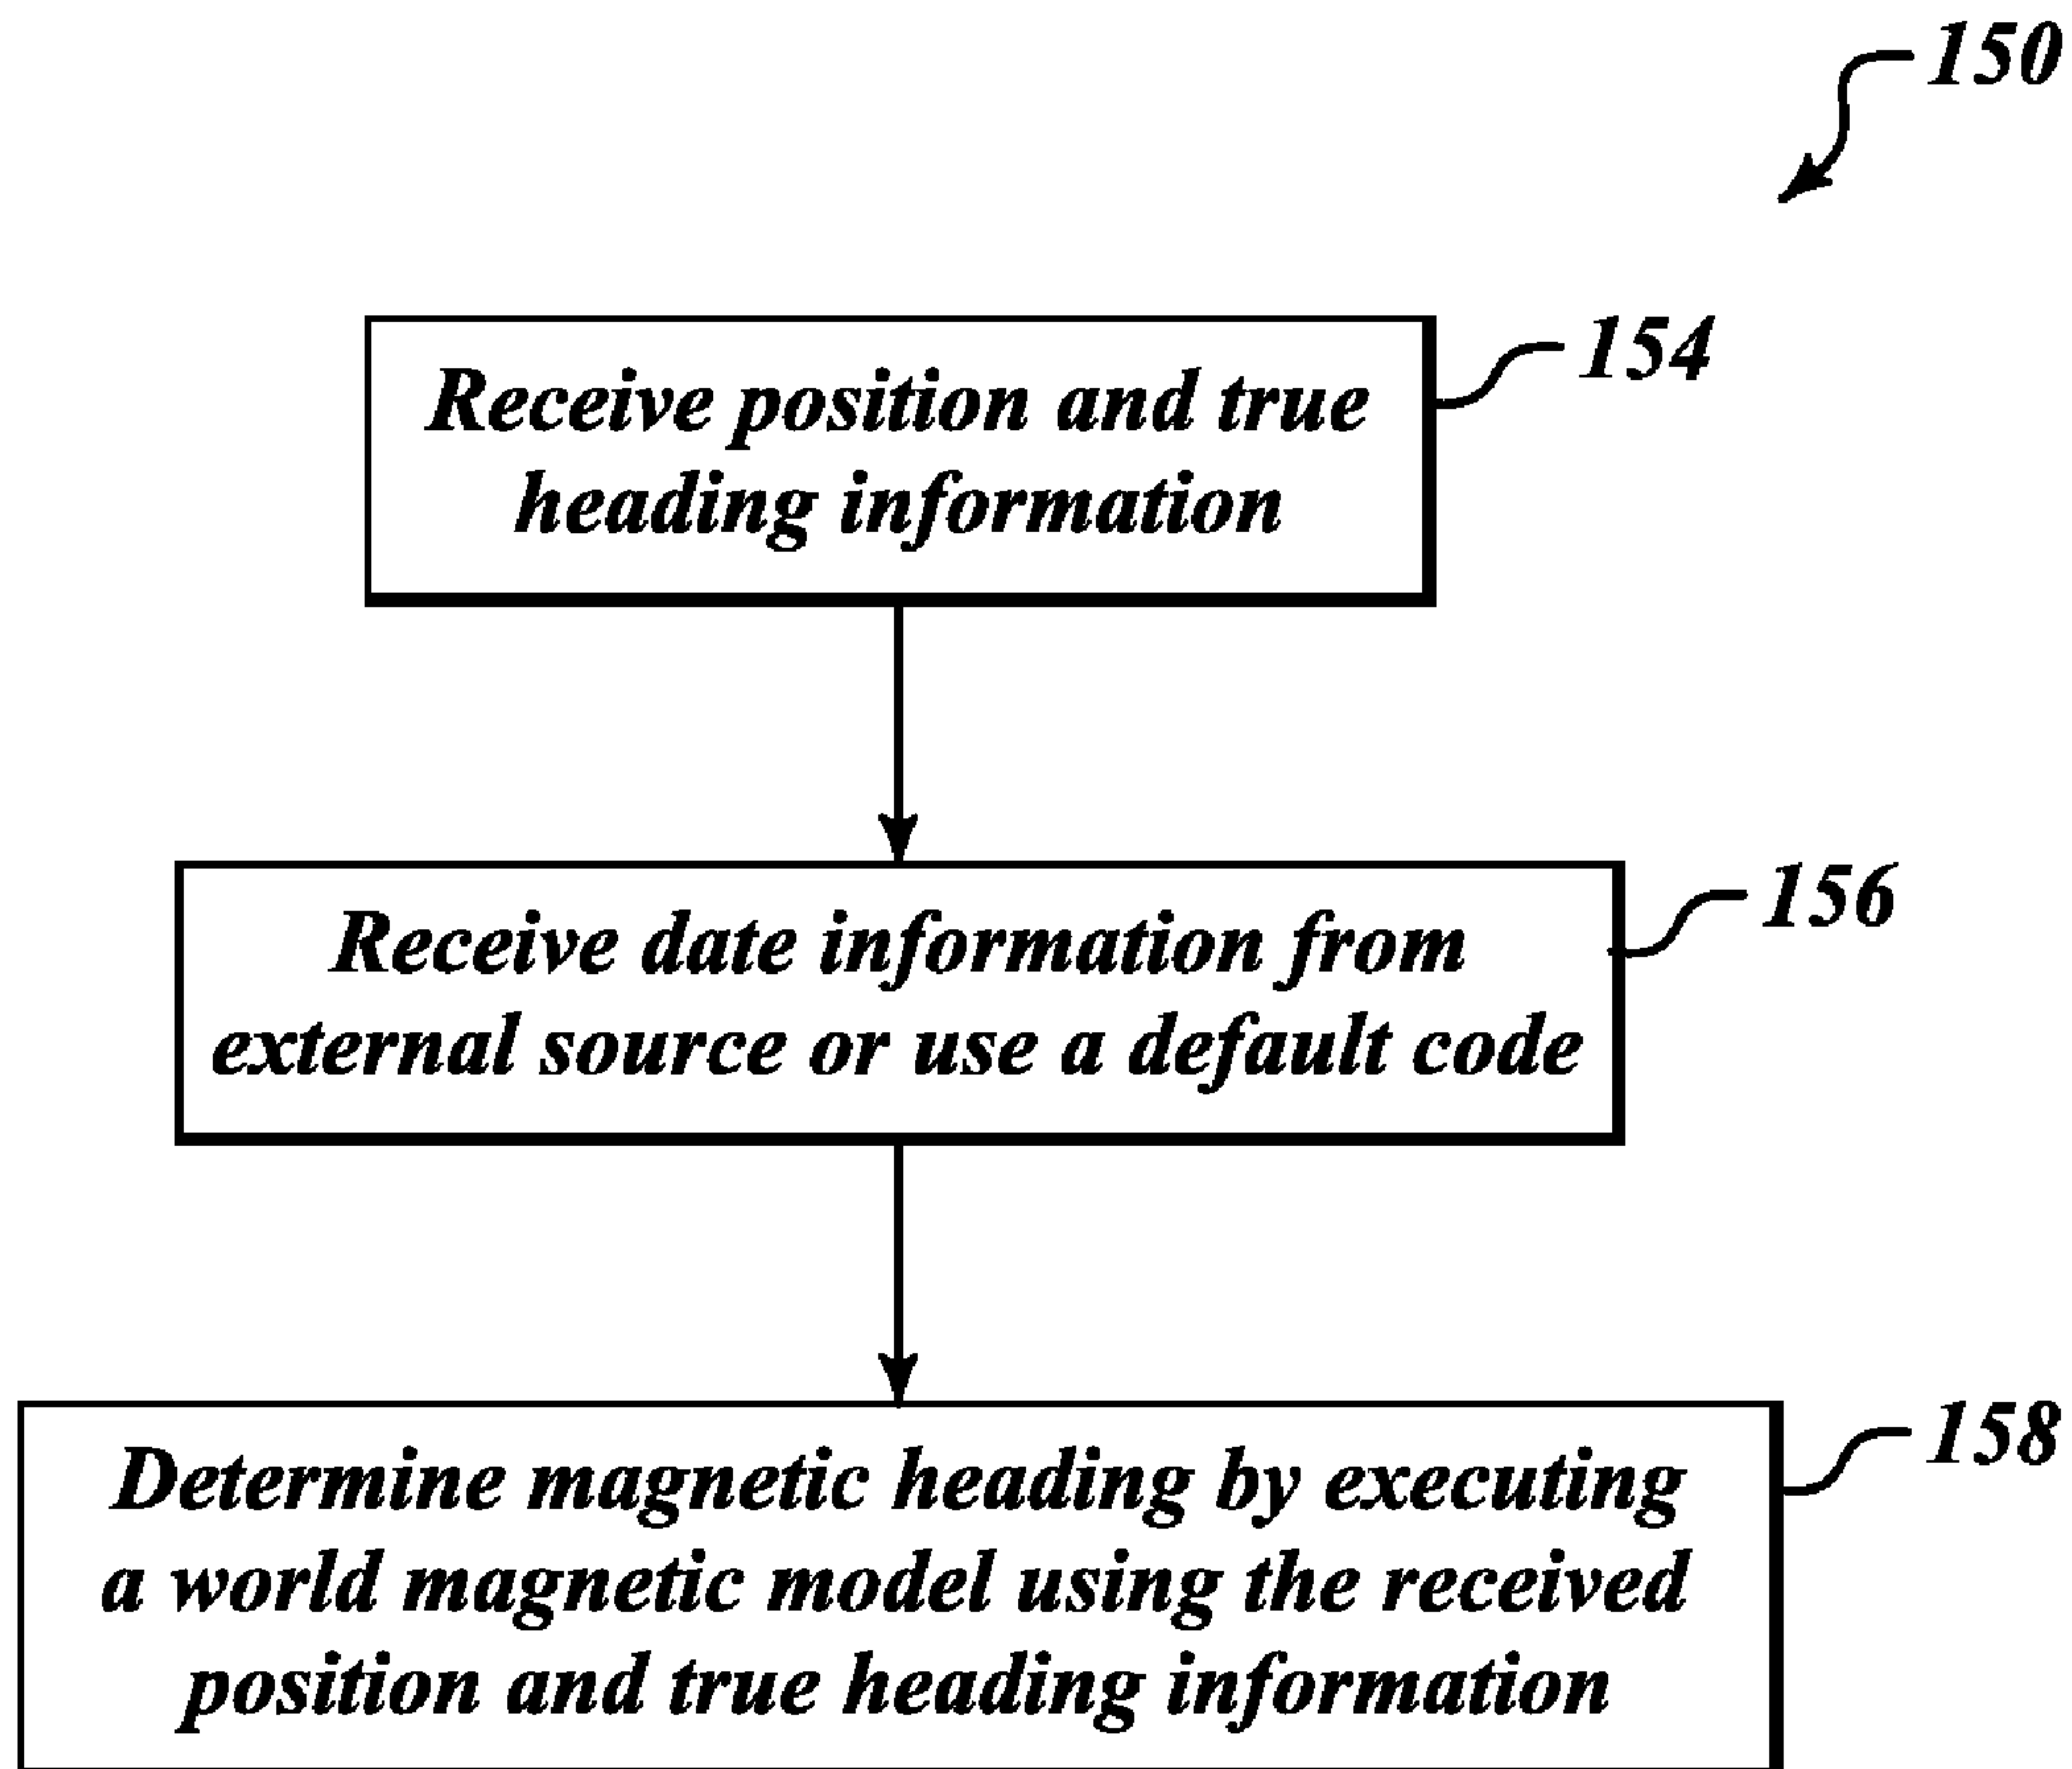 150
154
Receive position and true
heading information
156
Receive date information from
external source or use a default code
158
Determine magnetic heading by executing
a world magnetic model using the received
position and true heading information